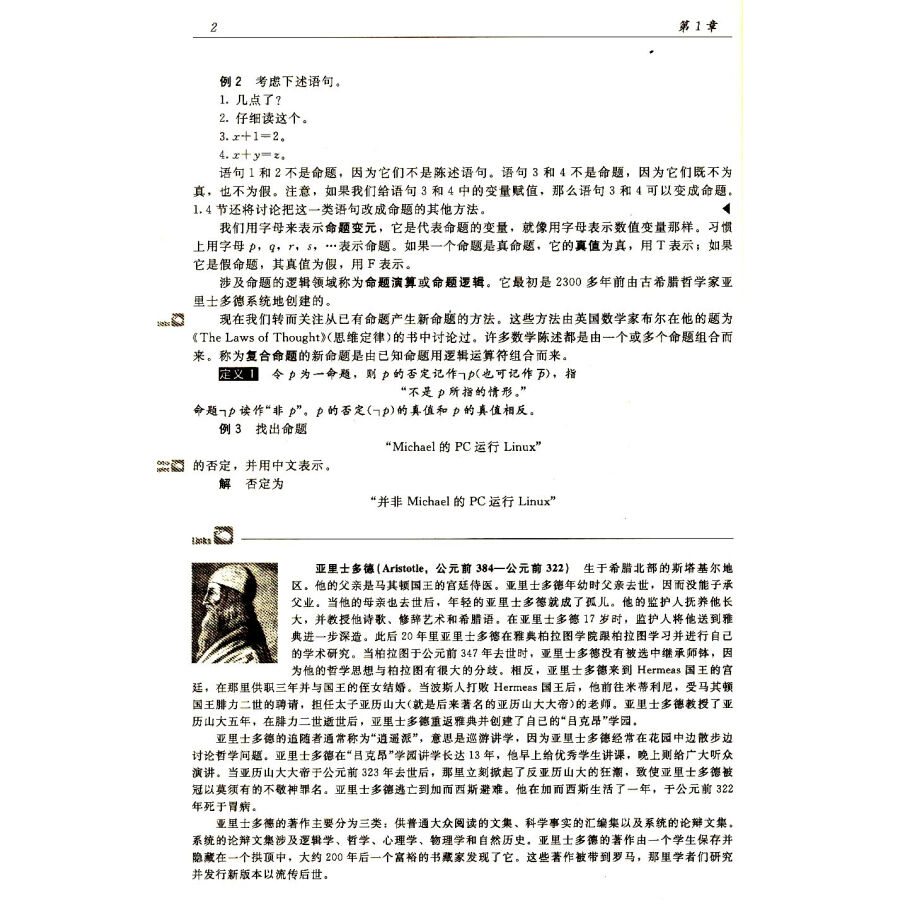 2
第1章
例2 考虑下述语句。
1. 几点了?
2. 仔细读这个。
3. x+1=2。
4. x+y=z。
语句1和2不是命题，因为它们不是陈述语句。语句3和4不是命题，因为它们既不为
真，也不为假。注意，如果我们给语句3和4中的变量赋值，那么语句3和4可以变成命题。
1.4节还将讨论把这一类语句改成命题的其他方法。 ◀
我们用字母来表示命题变元，它是代表命题的变量，就像用字母表示数值变量那样。习惯
上用字母 p, q, r, s, …表示命题。如果一个命题是真命题，它的真值为真，用T表示；如果
它是假命题，其真值为假，用F表示。
涉及命题的逻辑领域称为命题演算或命题逻辑。它最初是2300多年前由古希腊哲学家亚
里士多德系统地创建的。
Links 现在我们转而关注从已有命题产生新命题的方法。这些方法由英国数学家布尔在他的题为
《The Laws of Thought》(思维定律)的书中讨论过。许多数学陈述都是由一个或多个命题组合而
来。称为复合命题的新命题是由已知命题用逻辑运算符组合而来。
定义1 令 p 为一命题，则 p 的否定记作¬p(也可记作 p̅)，指
“不是 p 所指的情形。”
命题¬p 读作“非 p”。p 的否定(¬p)的真值和 p 的真值相反。
例3 找出命题
“Michael 的 PC 运行 Linux”
的否定，并用中文表示。
解 否定为
“并非 Michael 的 PC 运行 Linux”
Links
亚里士多德(Aristotle，公元前384—公元前322) 生于希腊北部的斯塔基尔地
区。他的父亲是马其顿国王的宫廷侍医。亚里士多德年幼时父亲去世，因而没能子承
父业。当他的母亲也去世后，年轻的亚里士多德就成了孤儿。他的监护人抚养他长
大，并教授他诗歌、修辞艺术和希腊语。在亚里士多德17岁时，监护人将他送到雅
典进一步深造。此后20年里亚里士多德在雅典柏拉图学院跟柏拉图学习并进行自己
的学术研究。当柏拉图于公元前347年去世时，亚里士多德没有被选中继承师钵，因
为他的哲学思想与柏拉图有很大的分歧。相反，亚里士多德来到 Hermeas 国王的宫
廷，在那里供职三年并与国王的侄女结婚。当波斯人打败 Hermeas 国王后，他前往米蒂利尼，受马其顿
国王腓力二世的聘请，担任太子亚历山大(就是后来著名的亚历山大大帝)的老师。亚里士多德教授了亚
历山大五年，在腓力二世逝世后，亚里士多德重返雅典并创建了自己的“吕克昂”学园。
亚里士多德的追随者通常称为“逍遥派”，意思是巡游讲学，因为亚里士多德经常在花园中边散步边
讨论哲学问题。亚里士多德在“吕克昂”学园讲学长达13年，他早上给优秀学生讲课，晚上则给广大听众
演讲。当亚历山大大帝于公元前323年去世后，那里立刻掀起了反亚历山大的狂潮，致使亚里士多德被
冠以莫须有的不敬神罪名。亚里士多德逃亡到加而西斯避难。他在加而西斯生活了一年，于公元前322
年死于胃病。
亚里士多德的著作主要分为三类：供普通大众阅读的文集、科学事实的汇编集以及系统的论辩文集。
系统的论辩文集涉及逻辑学、哲学、心理学、物理学和自然历史。亚里士多德的著作由一个学生保存并
隐藏在一个拱顶中，大约200年后一个富裕的书藏家发现了它。这些著作被带到罗马，那里学者们研究
并发行新版本以流传后世。